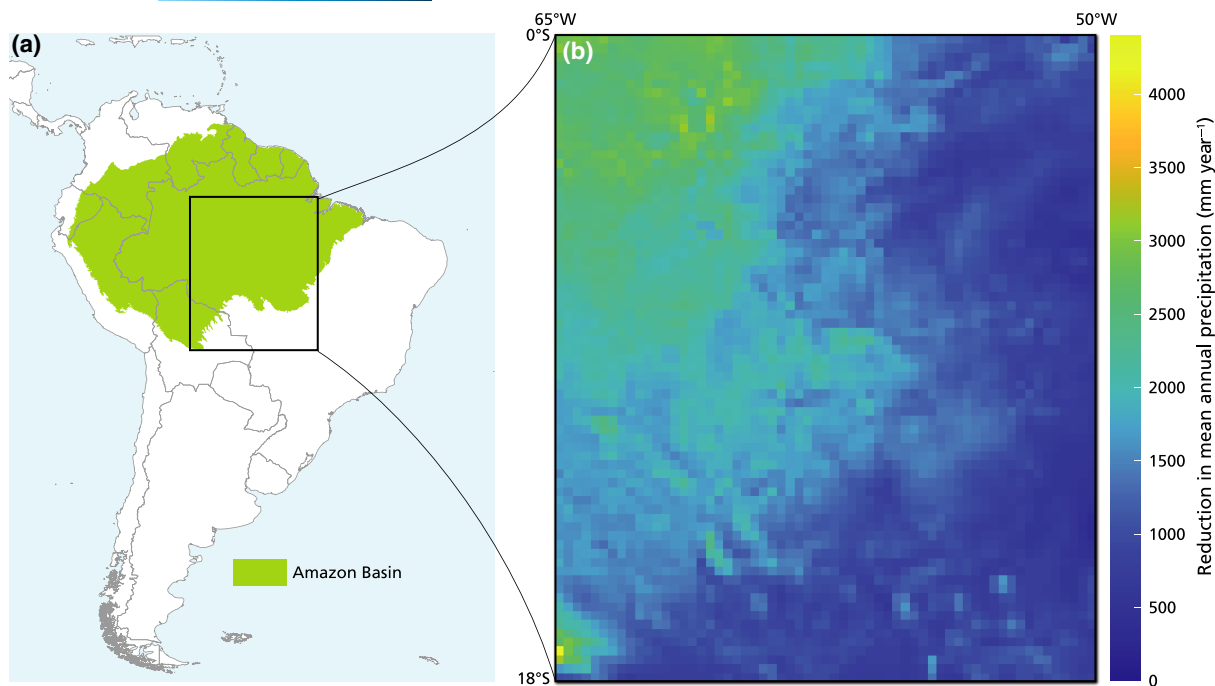 (a)
Amazon Basin
65°W
50°W
0°S
18°S
(b)
4000
3500
3000
2500
2000
1500
1000
500
0
Reduction in mean annual precipitation (mm year⁻¹)